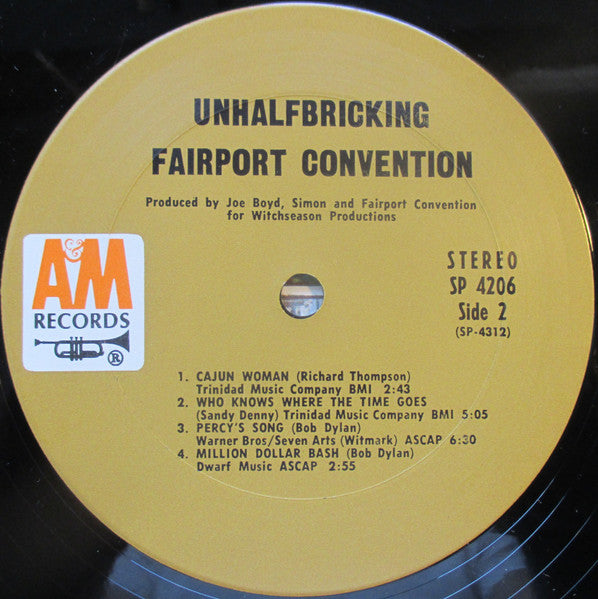 UNHALFBRICKING
FAIRPORT CONVENTION
Produced by Joe Boyd, Simon and Fairport Convention
for Witchseason Productions
A&M
RECORDS
®
STEREO
SP 4206
Side 2
(SP-4312)
1. CAJUN WOMAN (Richard Thompson)
Trinidad Music Company BMI 2:43
2. WHO KNOWS WHERE THE TIME GOES
(Sandy Denny) Trinidad Music Company BMI 5:05
3. PERCY'S SONG (Bob Dylan)
Warner Bros/Seven Arts (Witmark) ASCAP 6:30
4. MILLION DOLLAR BASH (Bob Dylan)
Dwarf Music ASCAP 2:55